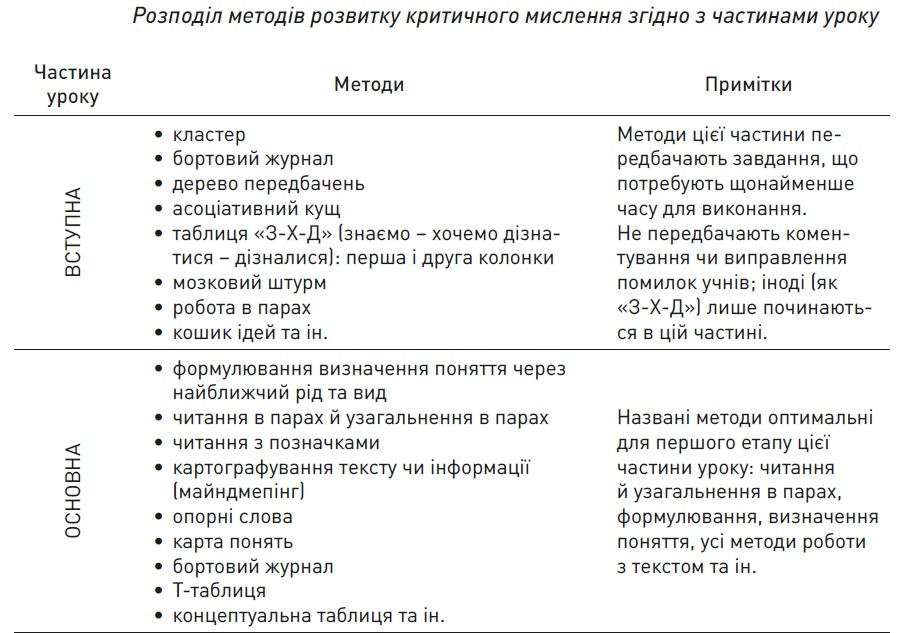 Розподіл методів розвитку критичного мислення згідно з частинами уроку
Частина
уроку
Методи
Примітки
ВСТУПНА
• кластер
• бортовий журнал
• дерево передбачень
• асоціативний кущ
• таблиця «З-Х-Д» (знаємо – хочемо дізна-
тися – дізналися): перша і друга колонки
• мозковий штурм
• робота в парах
• кошик ідей та ін.
Методи цієї частини пе-
редбачають завдання, що
потребують щонайменше
часу для виконання.
Не передбачають комен-
тування чи виправлення
помилок учнів; іноді (як
«З-Х-Д») лише починають-
ся в цій частині.
ОСНОВНА
• формулювання визначення поняття через
найближчий рід та вид
• читання в парах й узагальнення в парах
• читання з позначками
• картографування тексту чи інформації
(майндмепінг)
• опорні слова
• карта понять
• бортовий журнал
• Т-таблиця
• концептуальна таблиця та ін.
Названі методи оптимальні
для першого етапу цієї
частини уроку: читання
й узагальнення в парах,
формулювання, визначення
поняття, усі методи роботи
з текстом та ін.